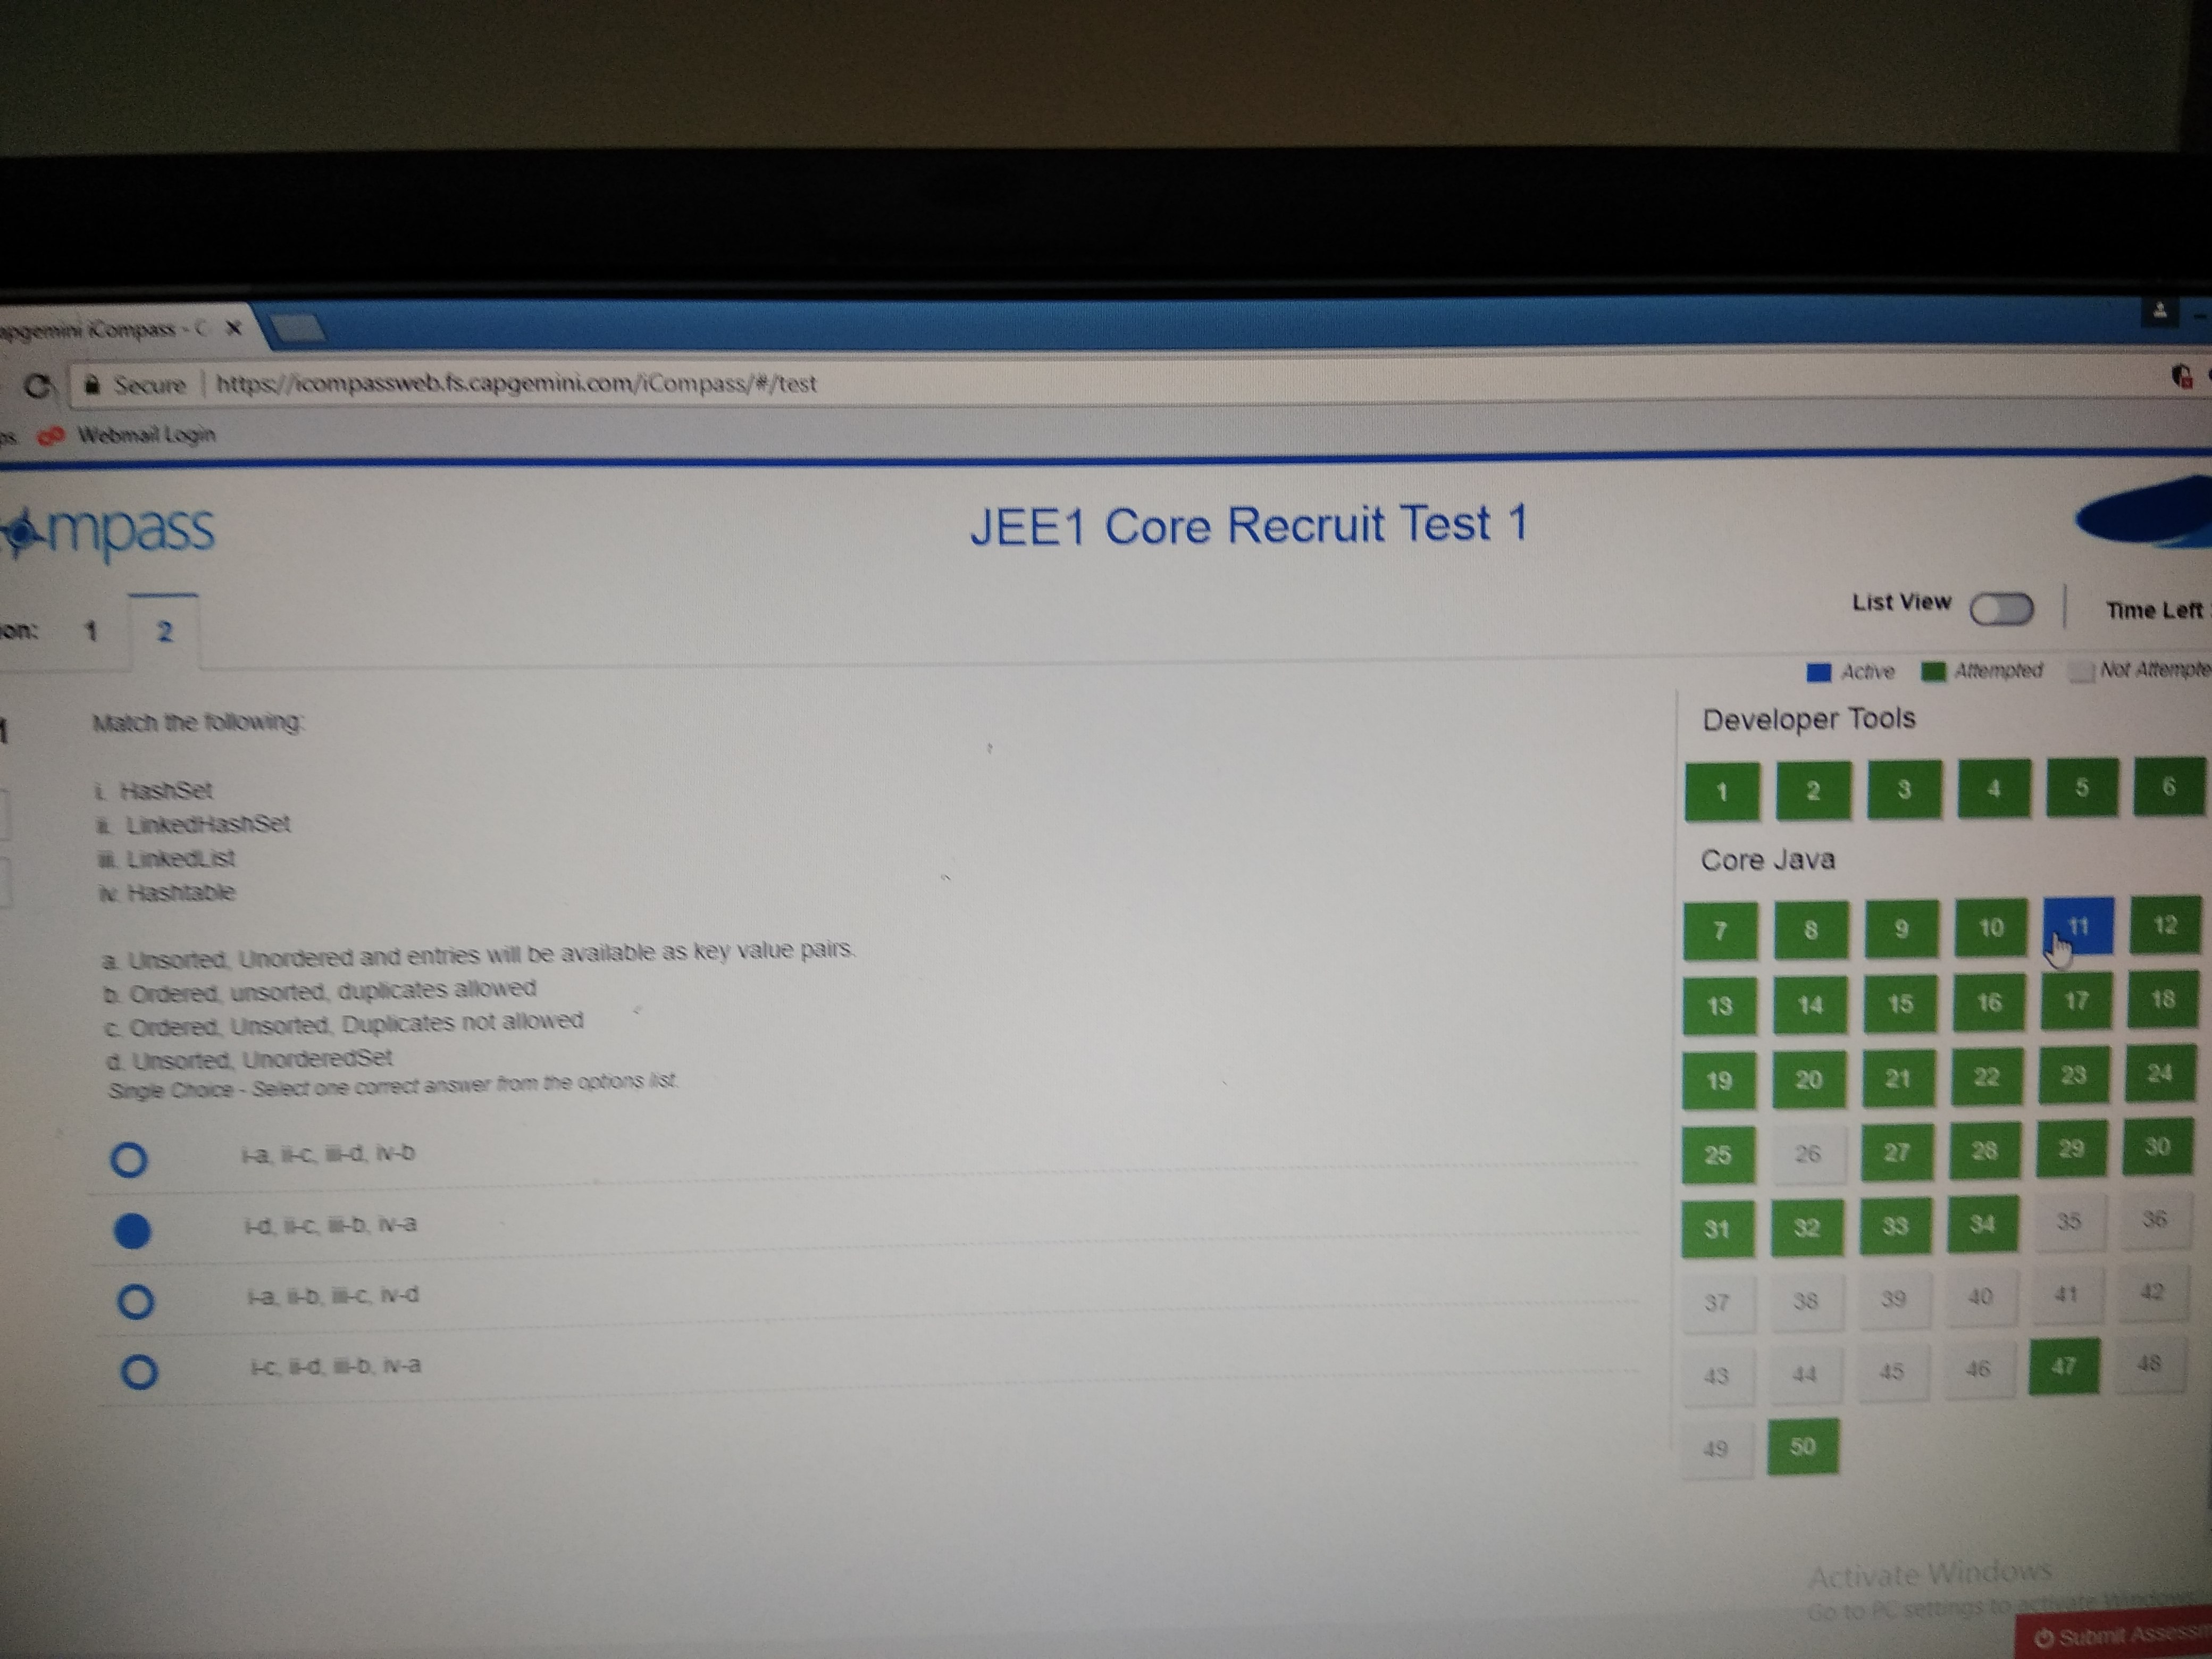 apgemini iCompass - C
Secure https://icompassweb.fs.capgemini.com/iCompass/#/test
Webmail Login
mpass
JEE1 Core Recruit Test 1
on: 1 2
List View
Time Left
Active Attempted Not Attempte
Match the following:
i. HashSet
ii. LinkedHashSet
iii. LinkedList
iv. Hashtable
a. Unsorted, Unordered and entries will be available as key value pairs.
b. Ordered, unsorted, duplicates allowed
c. Ordered, Unsorted, Duplicates not allowed
d. Unsorted, UnorderedSet
Single Choice - Select one correct answer from the options list.
i-a, ii-c, iii-d, iv-b
i-d, ii-c, iii-b, iv-a
i-a, ii-b, iii-c, iv-d
i-c, ii-d, iii-b, iv-a
Developer Tools
1 2 3 4 5 6
Core Java
7 8 9 10 11 12
13 14 15 16 17 18
19 20 21 22 23 24
25 26 27 28 29 30
31 32 33 34 35 36
37 38 39 40 41 42
43 44 45 46 47 48
49 50
Activate Windows
Go to PC settings to activate Windows
Submit Assessm